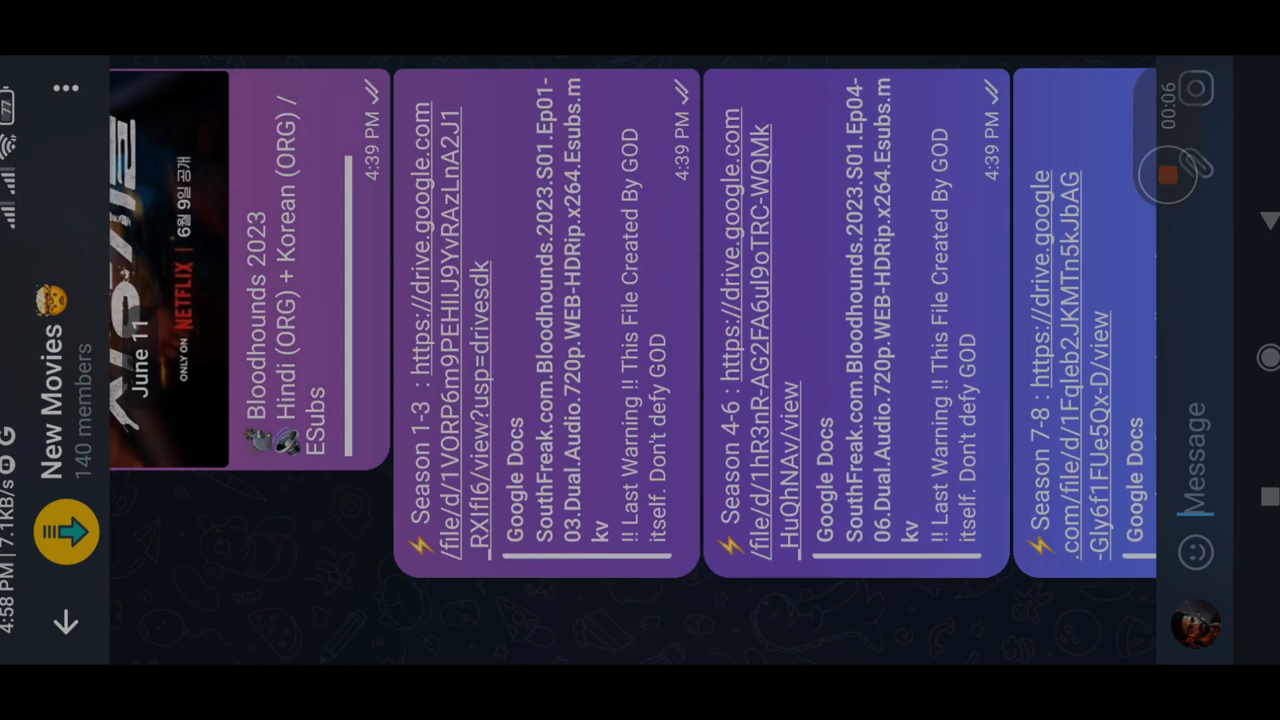 4:58 PM | 7.1KB/s
77
New Movies 🤯
140 members
June 11
ONLY ON NETFLIX | 6월 9일 공개
Bloodhounds 2023
Hindi (ORG) + Korean (ORG) /
ESubs
4:39 PM
⚡ Season 1-3 : https://drive.google.com
/file/d/1VORP6m9PEHIIJ9YvRAzLnA2J1
_RXIfI6/view?usp=drivesdk
Google Docs
SouthFreak.com.Bloodhounds.2023.S01.Ep01-
03.Dual.Audio.720p.WEB-HDRip.x264.Esubs.m
kv
!! Last Warning !! This File Created By GOD
itself. Don't defy GOD
4:39 PM
⚡ Season 4-6 : https://drive.google.com
/file/d/1hR3nR-AG2FA6uI9oTRC-WQMk
_HuQhNAv/view
Google Docs
SouthFreak.com.Bloodhounds.2023.S01.Ep04-
06.Dual.Audio.720p.WEB-HDRip.x264.Esubs.m
kv
!! Last Warning !! This File Created By GOD
itself. Don't defy GOD
4:39 PM
⚡ Season 7-8 : https://drive.google
.com/file/d/1FqIeb2JKMTn5kJbAG
-Gly6f1FUe5Qx-D/view
Google Docs
00:06
Message